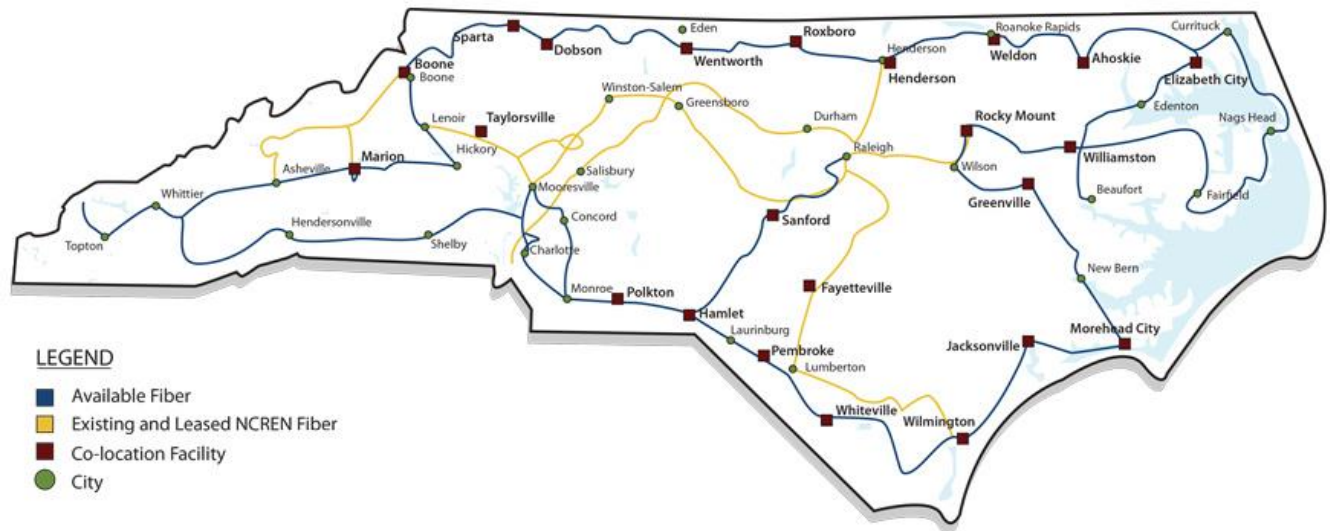 Eden
Sparta
Dobson
Wentworth
Roxboro
Henderson
Henderson
Roanoke Rapids
Weldon
Ahoskie
Currituck
Elizabeth City
Boone
Boone
Winston-Salem
Greensboro
Durham
Edenton
Nags Head
Lenoir
Taylorsville
Hickory
Rocky Mount
Raleigh
Williamston
Marion
Asheville
Salisbury
Wilson
Whittier
Mooresville
Beaufort
Fairfield
Greenville
Concord
Sanford
Hendersonville
Topton
Shelby
Charlotte
New Bern
Monroe
Polkton
Fayetteville
Hamlet
Laurinburg
Morehead City
Jacksonville
Pembroke
Lumberton
Whiteville
Wilmington
LEGEND
Available Fiber
Existing and Leased NCREN Fiber
Co-location Facility
City